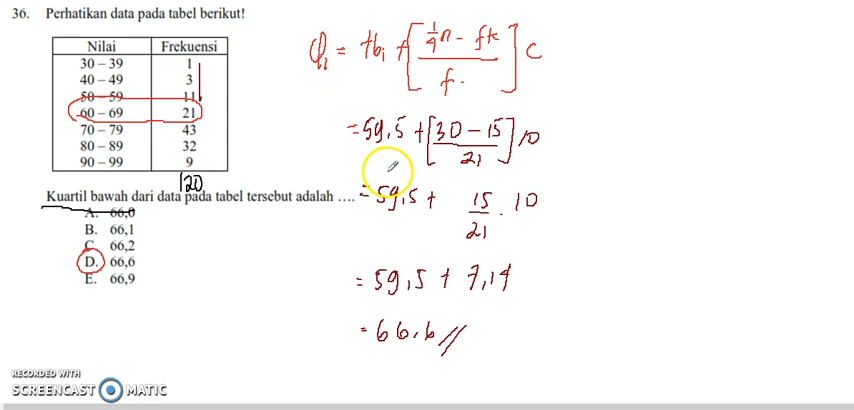 36. Perhatikan data pada tabel berikut!
Nilai Frekuensi
30 – 39 1
40 – 49 3
50 – 59 11
60 – 69 21
70 – 79 43
80 – 89 32
90 – 99 9
120
Kuartil bawah dari data pada tabel tersebut adalah ....
A. 66,0
B. 66,1
C. 66,2
D. 66,6
E. 66,9
Q₁ = tb₁ + [ (1/4 n - fk) / f. ] C
= 59,5 + [ (30 - 15) / 21 ] 10
= 59,5 + 15/21 . 10
= 59,5 + 7,14
= 66,6 //
RECORDED WITH
SCREENCAST MATIC